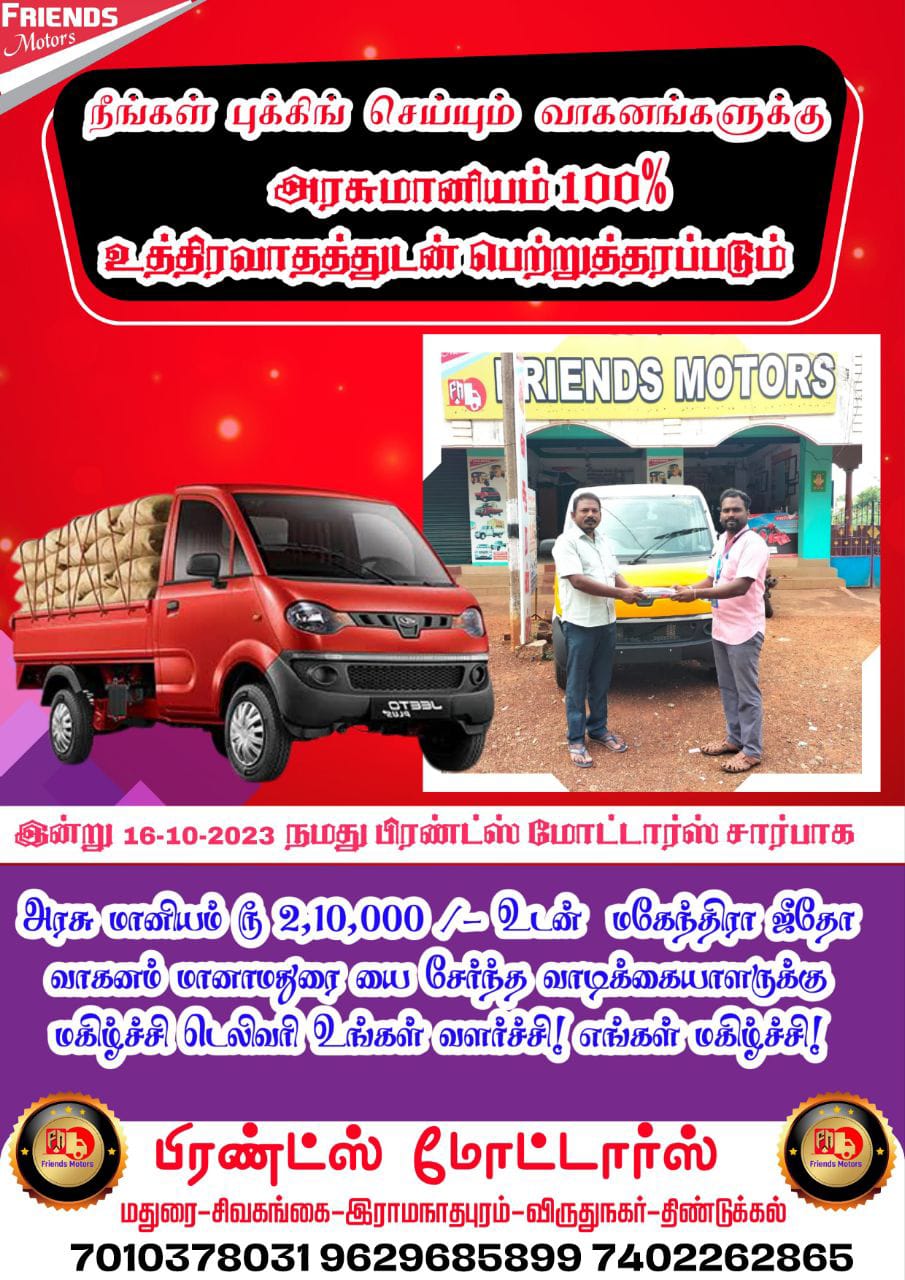 FRIENDS
Motors
நீங்கள் புக்கிங் செய்யும் வாகனங்களுக்கு
அரசுமானியம் 100%
உத்திரவாதத்துடன் பெற்றுத்தரப்படும்
FRIENDS MOTORS
JEETO
PLUS
இன்று 16-10-2023 நமது பிரண்ட்ஸ் மோட்டார்ஸ் சார்பாக
அரசு மானியம் ரூ 2,10,000 /- உடன் மகேந்திரா ஜீதோ
வாகனம் மானாமதுரை யை சேர்ந்த வாடிக்கையாளருக்கு
மகிழ்ச்சி டெலிவரி உங்கள் வளர்ச்சி! எங்கள் மகிழ்ச்சி!
Friends Motors
பிரண்ட்ஸ் மோட்டார்ஸ்
Friends Motors
மதுரை-சிவகங்கை-இராமநாதபுரம்-விருதுநகர்-திண்டுக்கல்
7010378031 9629685899 7402262865